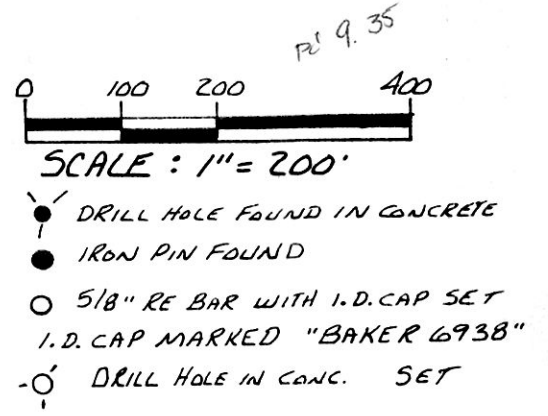 9.35
0 100 200 400
SCALE : 1" = 200'
DRILL HOLE FOUND IN CONCRETE
IRON PIN FOUND
5/8" RE BAR WITH I.D. CAP SET
I.D. CAP MARKED "BAKER 6938"
DRILL HOLE IN CONC. SET